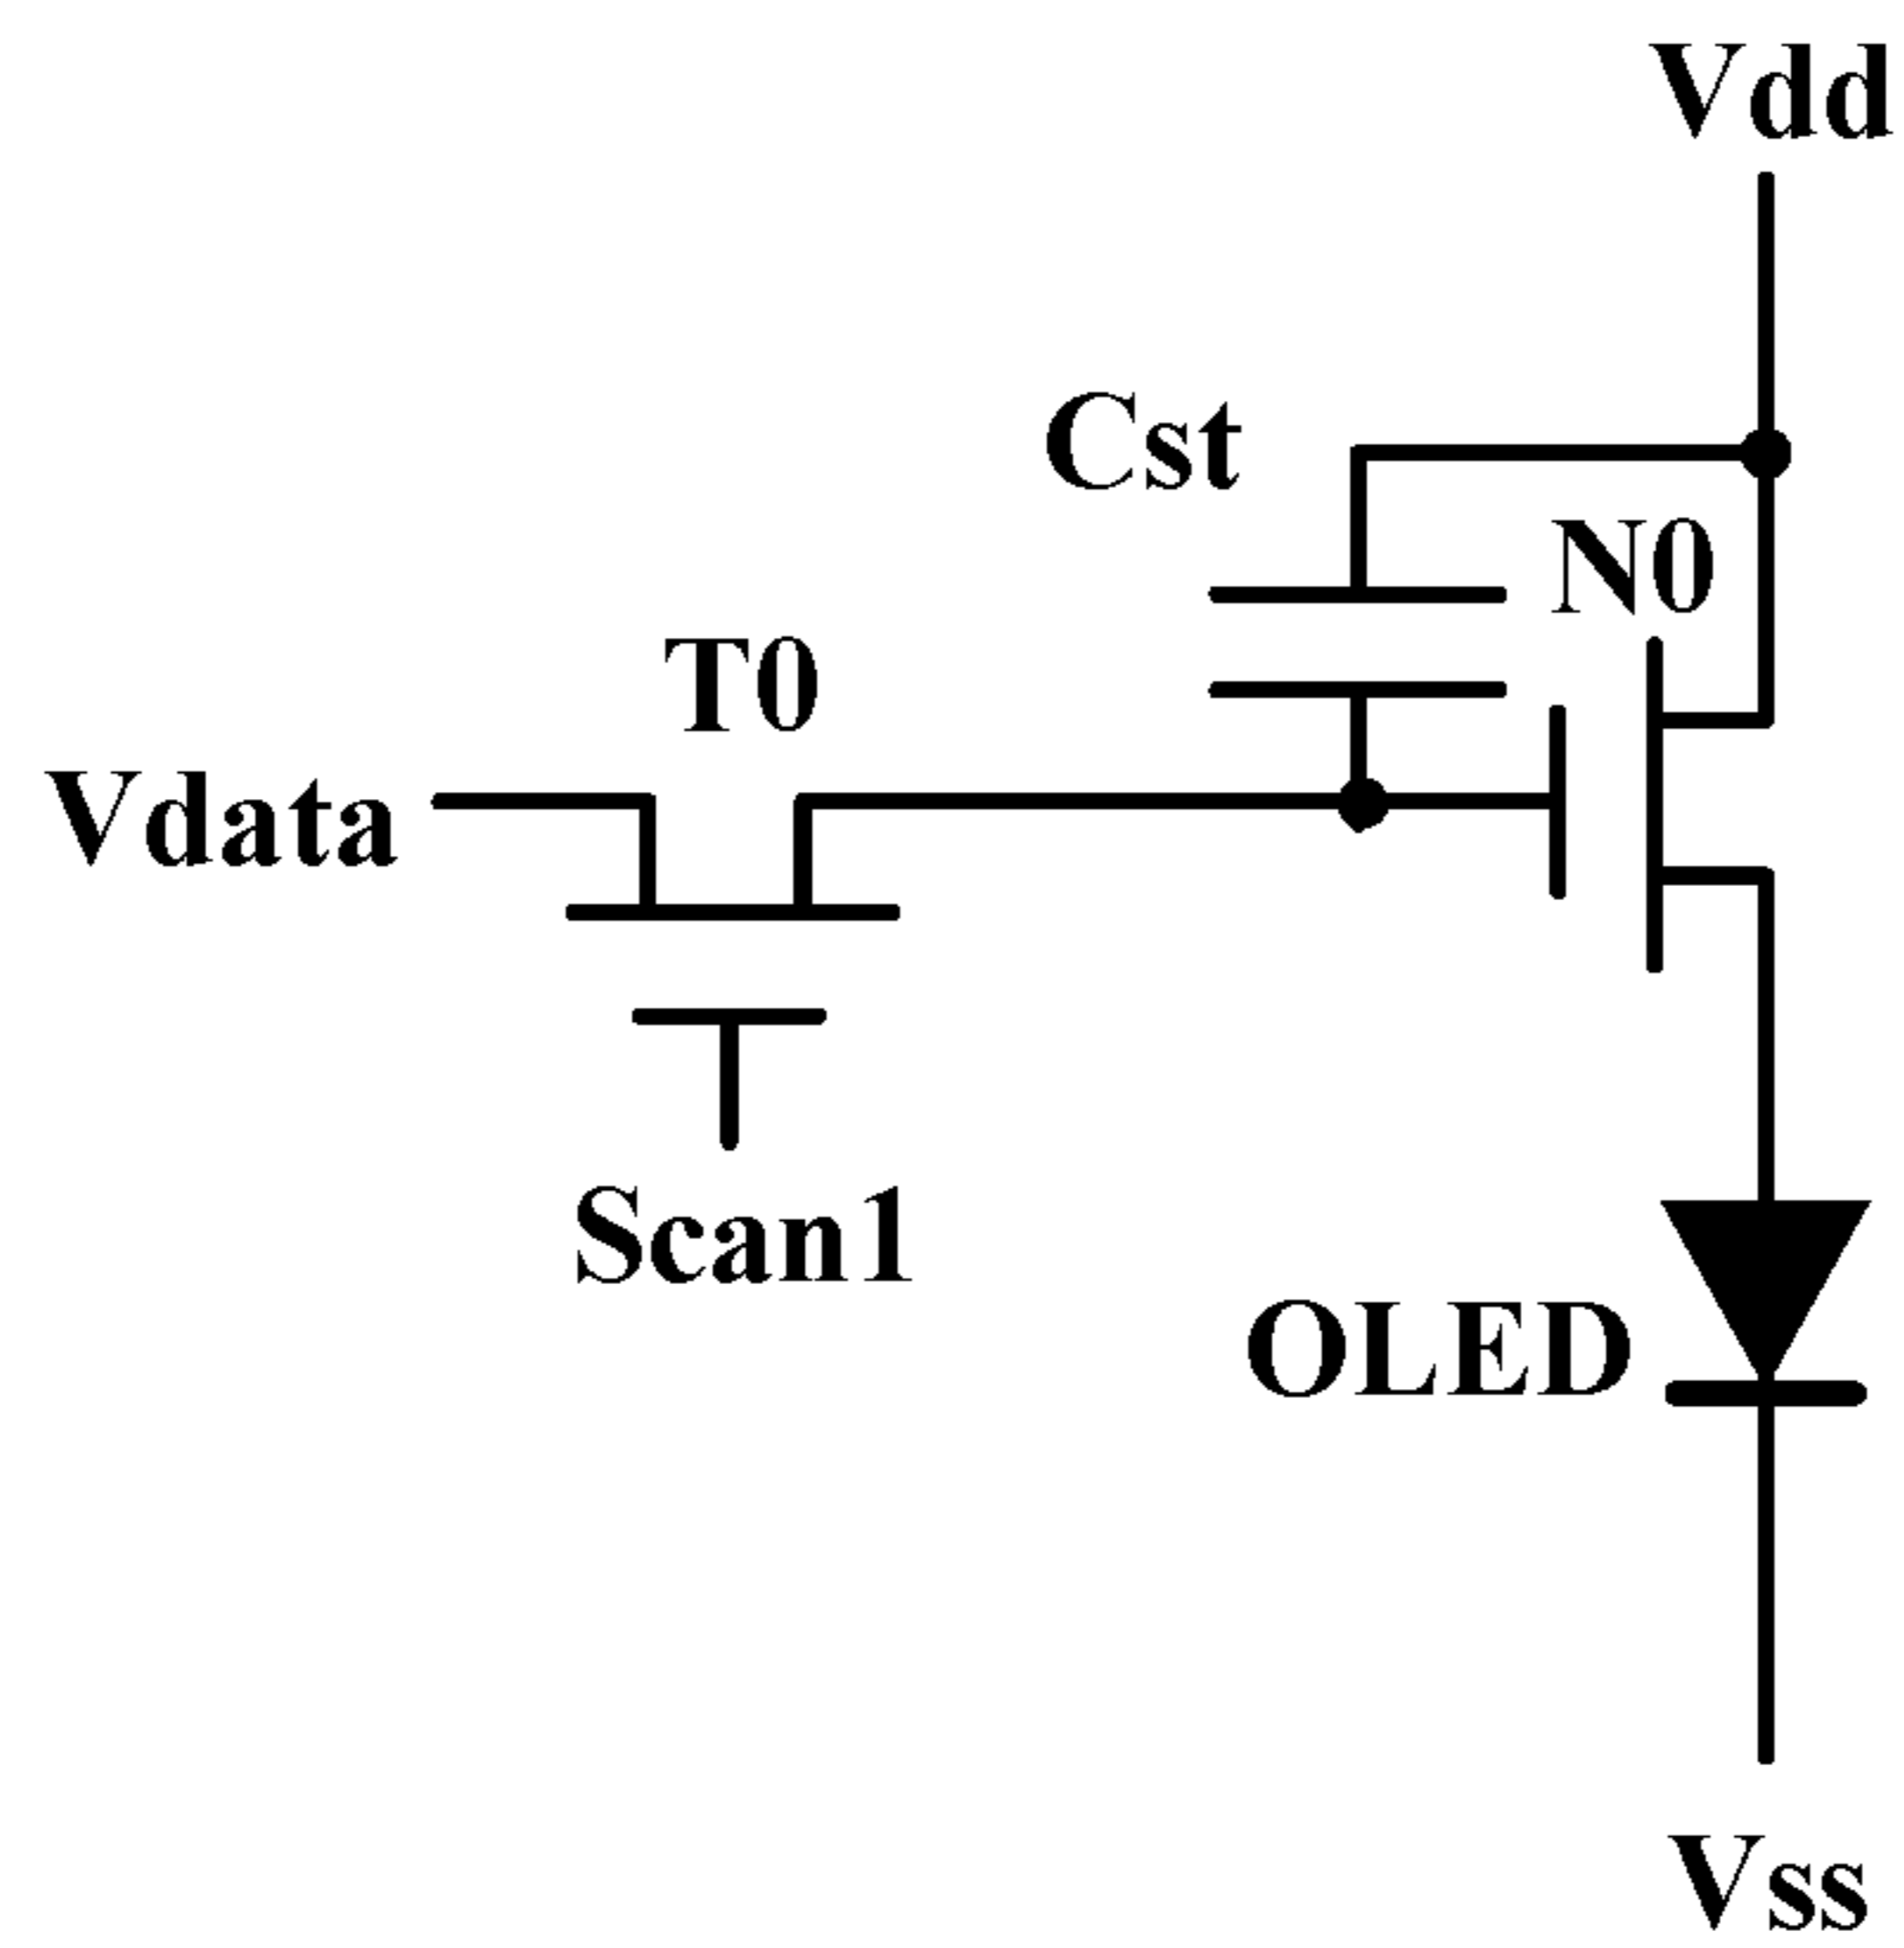 Vdd
Cst
N0
T0
Vdata
Scan1
OLED
Vss